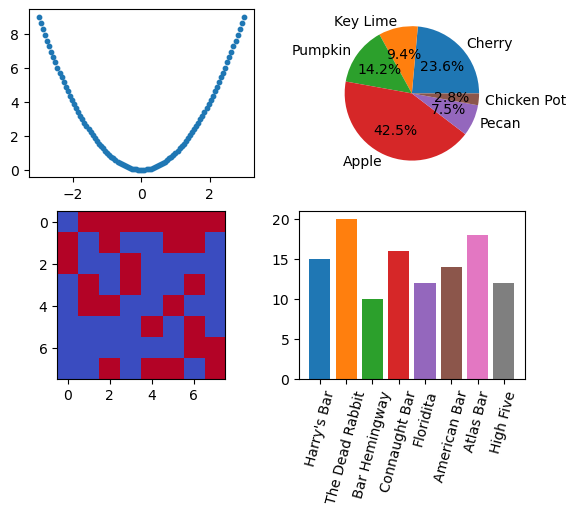 8
6
4
2
0
−2
0
2
Key Lime
Cherry
Pumpkin
9.4%
23.6%
14.2%
2.8%
Chicken Pot
7.5%
Pecan
42.5%
Apple
0
2
4
6
0
2
4
6
20
15
10
5
0
Harry's Bar
The Dead Rabbit
Bar Hemingway
Connaught Bar
Floridita
American Bar
Atlas Bar
High Five